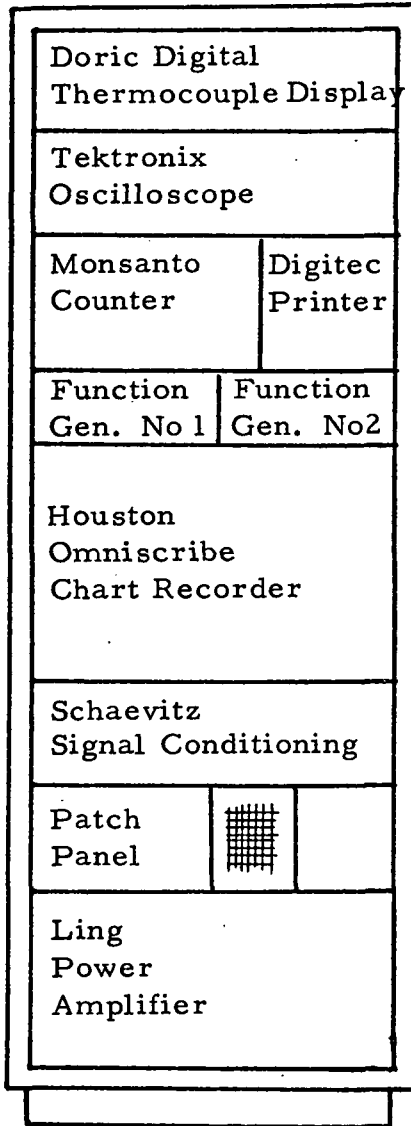 Doric Digital
Thermocouple Display
Tektronix
Oscilloscope
Monsanto
Counter
Digitec
Printer
Function
Gen. No 1
Function
Gen. No2
Houston
Omniscribe
Chart Recorder
Schaevitz
Signal Conditioning
Patch
Panel
Ling
Power
Amplifier